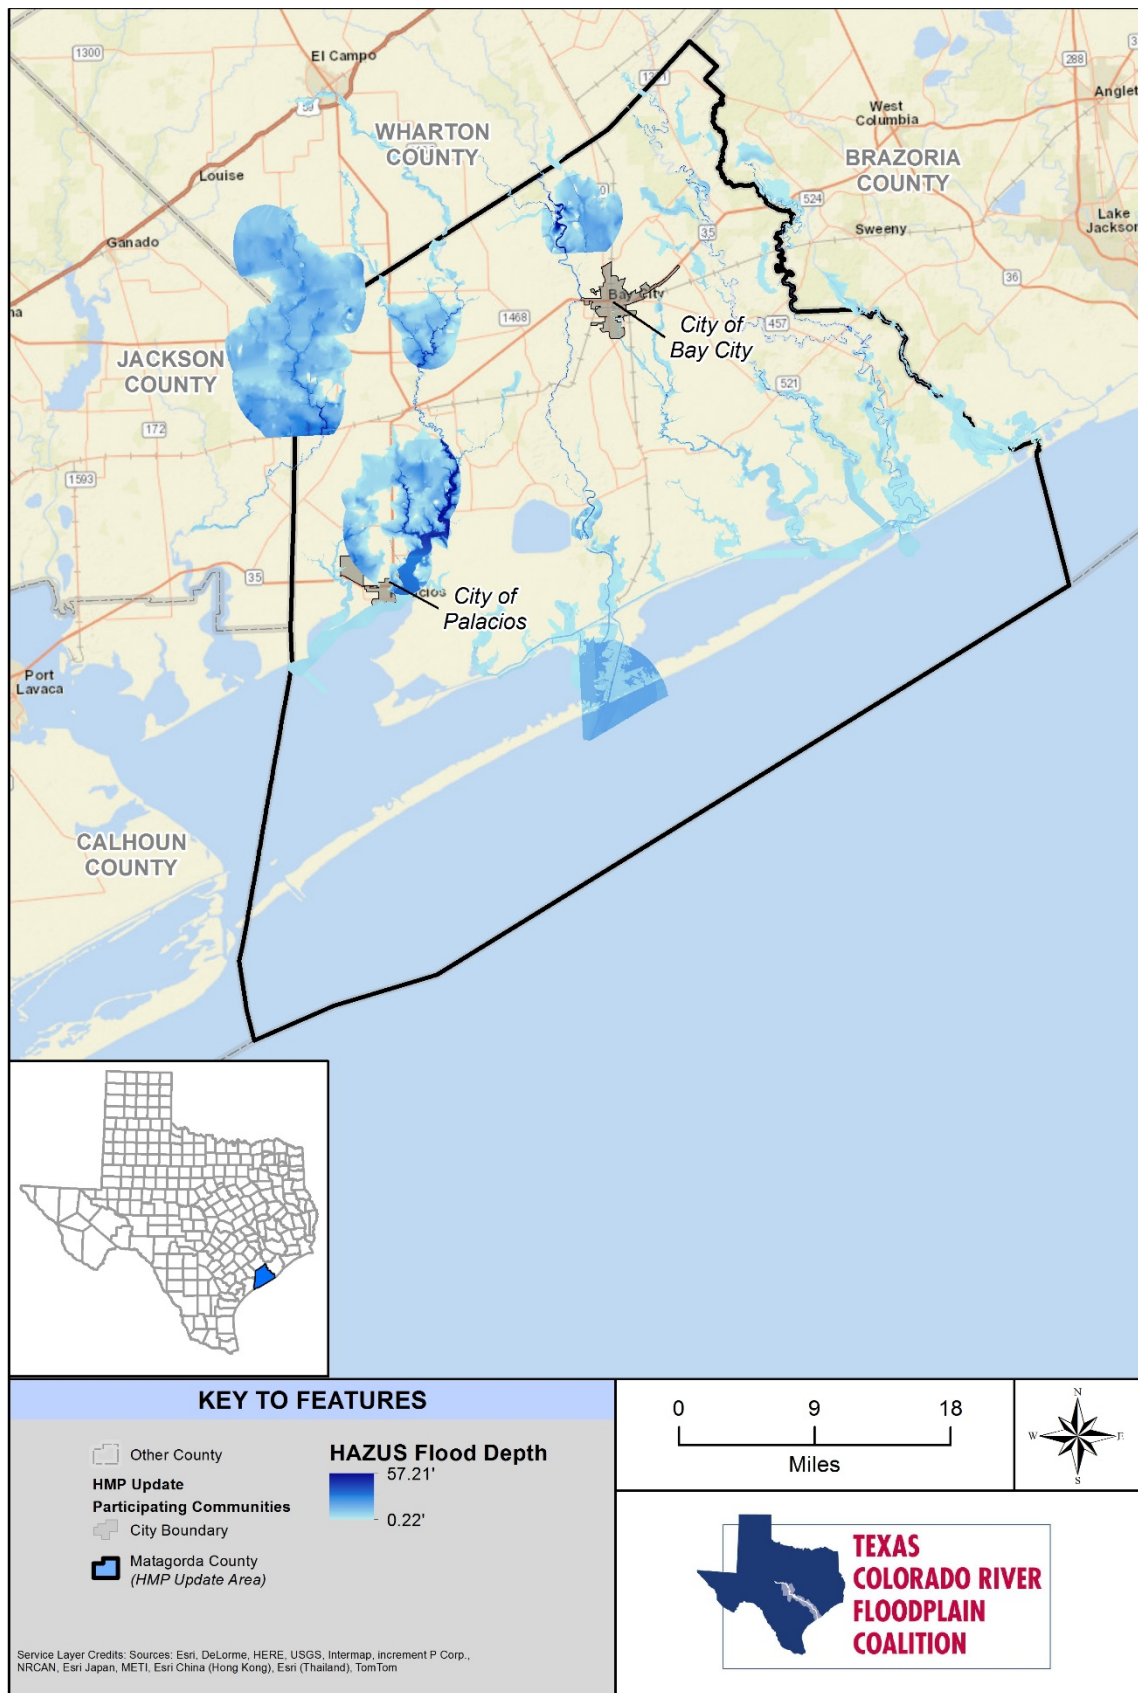 1300
El Campo
59
WHARTON
COUNTY
Louise
Ganado
JACKSON
COUNTY
172
1593
35
1468
35
524
457
521
36
288
Anglet
West
Columbia
BRAZORIA
COUNTY
Sweeny
Lake
Jackson
Bay City
City of
Bay City
City of
Palacios
Port
Lavaca
CALHOUN
COUNTY
KEY TO FEATURES
Other County
HMP Update
Participating Communities
City Boundary
Matagorda County
(HMP Update Area)
HAZUS Flood Depth
57.21'
0.22'
0 9 18
Miles
N
W E
S
TEXAS
COLORADO RIVER
FLOODPLAIN
COALITION
Service Layer Credits: Sources: Esri, DeLorme, HERE, USGS, Intermap, increment P Corp.,
NRCAN, Esri Japan, METI, Esri China (Hong Kong), Esri (Thailand), TomTom